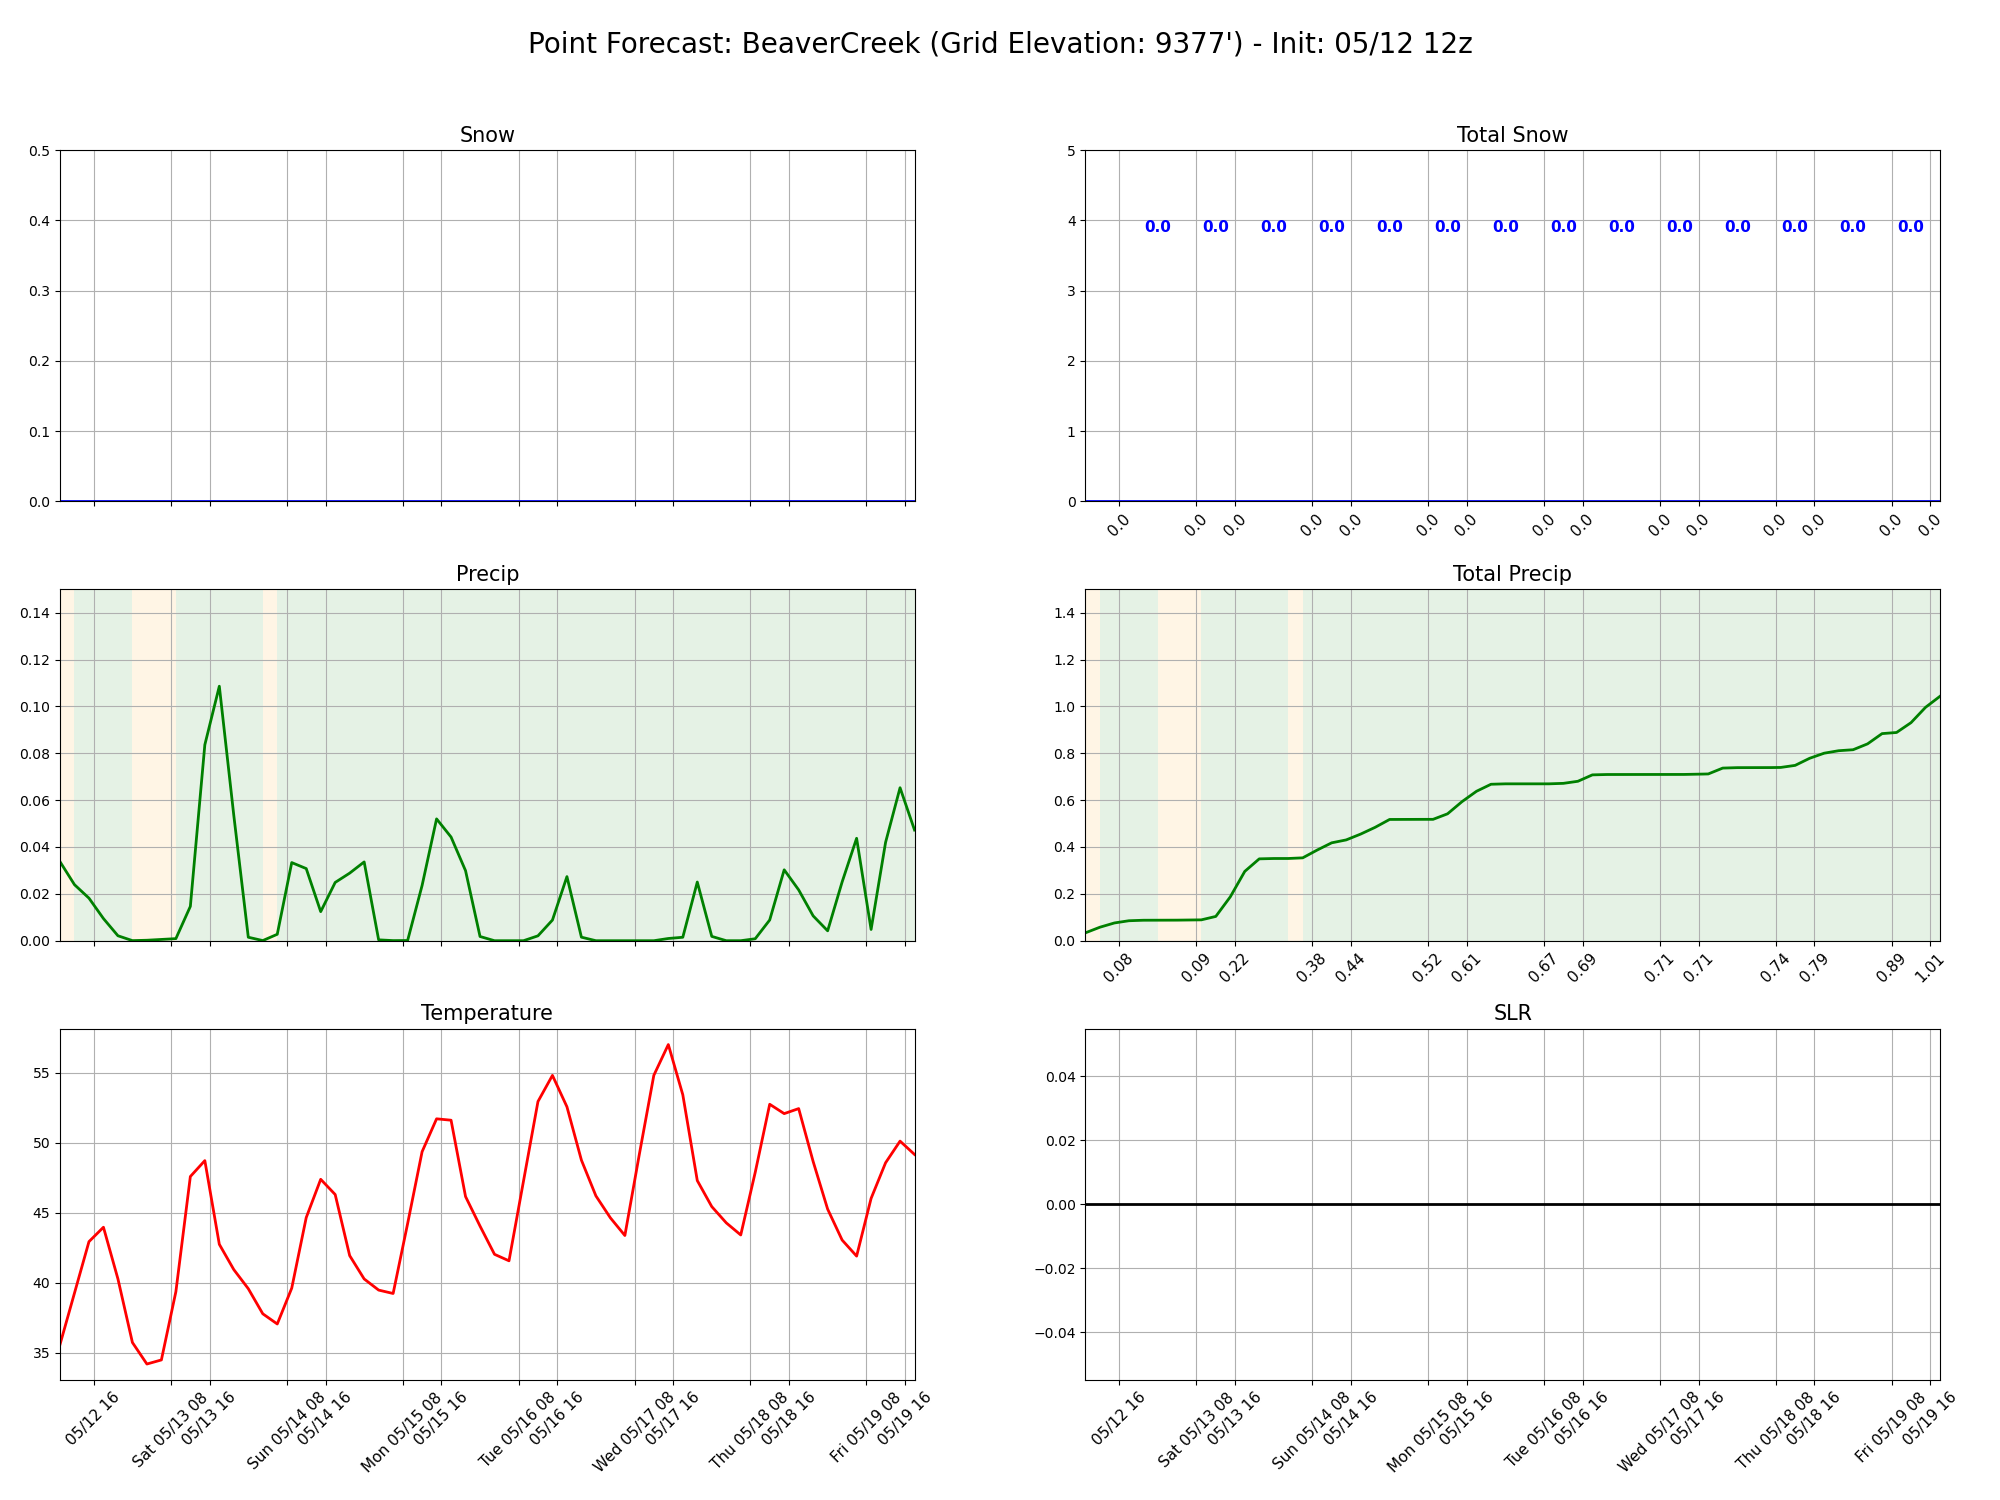 Point Forecast: BeaverCreek (Grid Elevation: 9377') - Init: 05/12 12z
Snow
0.5
0.4
0.3
0.2
0.1
0.0
Total Snow
5
4
3
2
1
0
0.0 0.0 0.0 0.0 0.0 0.0 0.0 0.0 0.0 0.0 0.0 0.0 0.0 0.0
0.0 0.0 0.0 0.0 0.0 0.0 0.0 0.0 0.0 0.0 0.0 0.0 0.0 0.0 0.0
Precip
0.14
0.12
0.10
0.08
0.06
0.04
0.02
0.00
Total Precip
1.4
1.2
1.0
0.8
0.6
0.4
0.2
0.0
0.08 0.09 0.22 0.38 0.44 0.52 0.61 0.67 0.69 0.71 0.71 0.74 0.79 0.89 1.01
Temperature
55
50
45
40
35
05/12 16
Sat 05/13 08
05/13 16
Sun 05/14 08
05/14 16
Mon 05/15 08
05/15 16
Tue 05/16 08
05/16 16
Wed 05/17 08
05/17 16
Thu 05/18 08
05/18 16
Fri 05/19 08
05/19 16
SLR
0.04
0.02
0.00
−0.02
−0.04
05/12 16
Sat 05/13 08
05/13 16
Sun 05/14 08
05/14 16
Mon 05/15 08
05/15 16
Tue 05/16 08
05/16 16
Wed 05/17 08
05/17 16
Thu 05/18 08
05/18 16
Fri 05/19 08
05/19 16